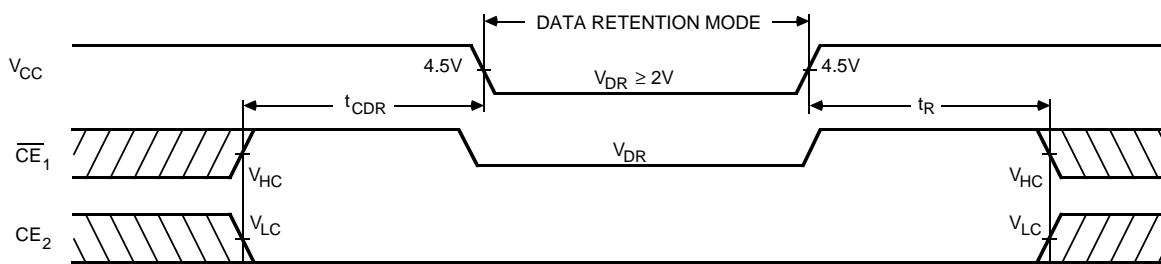 DATA RETENTION MODE
VCC
4.5V
VDR ≥ 2V
4.5V
tCDR
tR
CE1
VDR
VHC
VHC
CE2
VLC
VLC